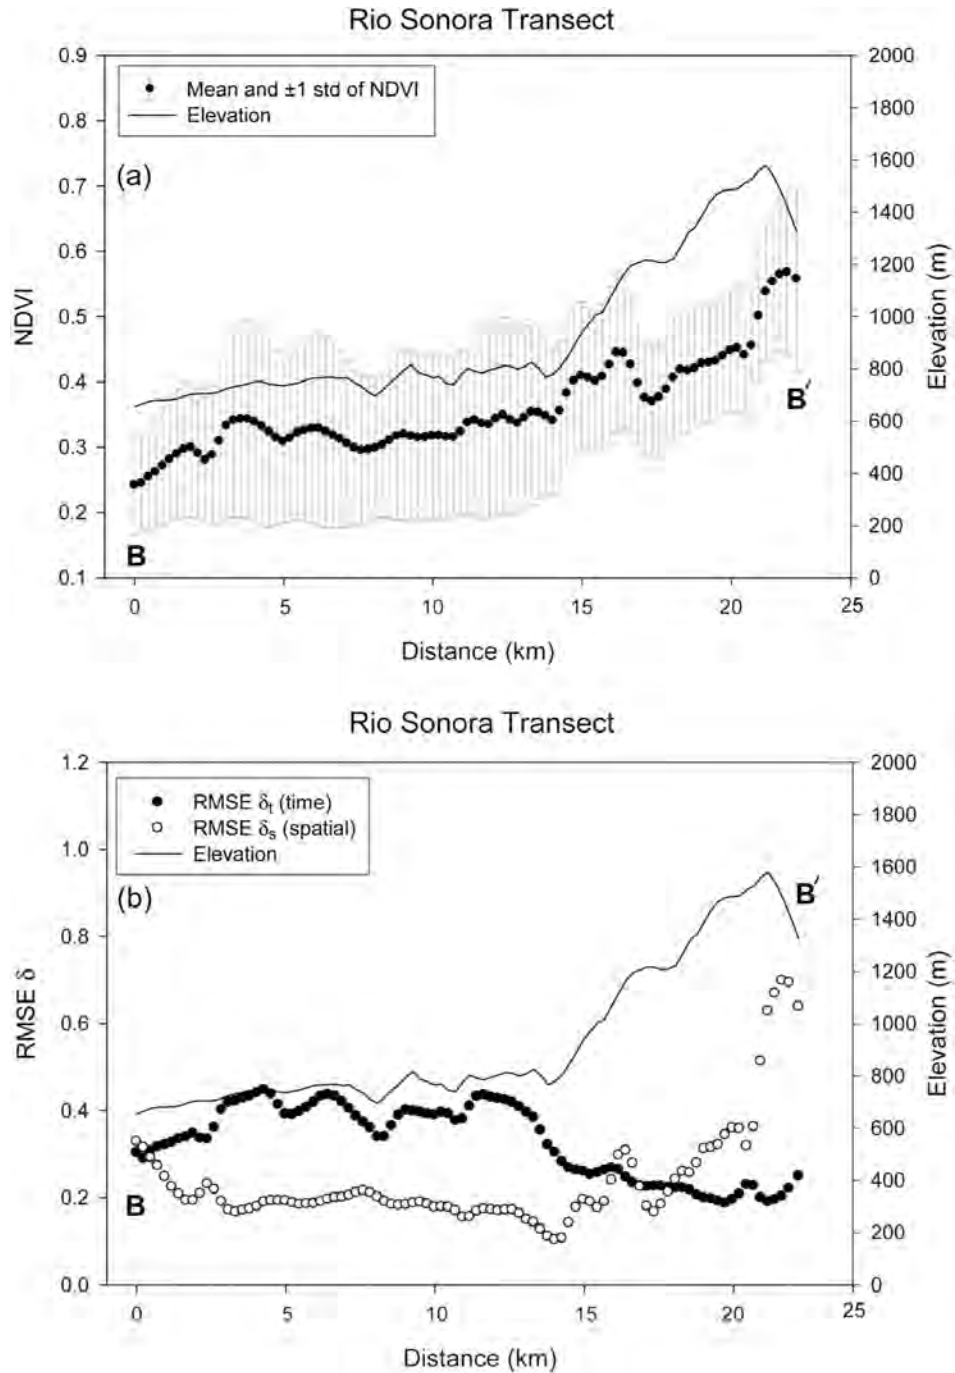 Rio Sonora Transect
Mean and ±1 std of NDVI
Elevation
(a)
0.9
0.8
0.7
0.6
0.5
0.4
0.3
0.2
0.1
NDVI
2000
1800
1600
1400
1200
1000
800
600
400
200
0
Elevation (m)
B
B′
0 5 10 15 20 25
Distance (km)
Rio Sonora Transect
RMSE δt (time)
RMSE δs (spatial)
Elevation
(b)
1.2
1.0
0.8
0.6
0.4
0.2
0.0
RMSE δ
2000
1800
1600
1400
1200
1000
800
600
400
200
0
Elevation (m)
B′
B
0 5 10 15 20 25
Distance (km)